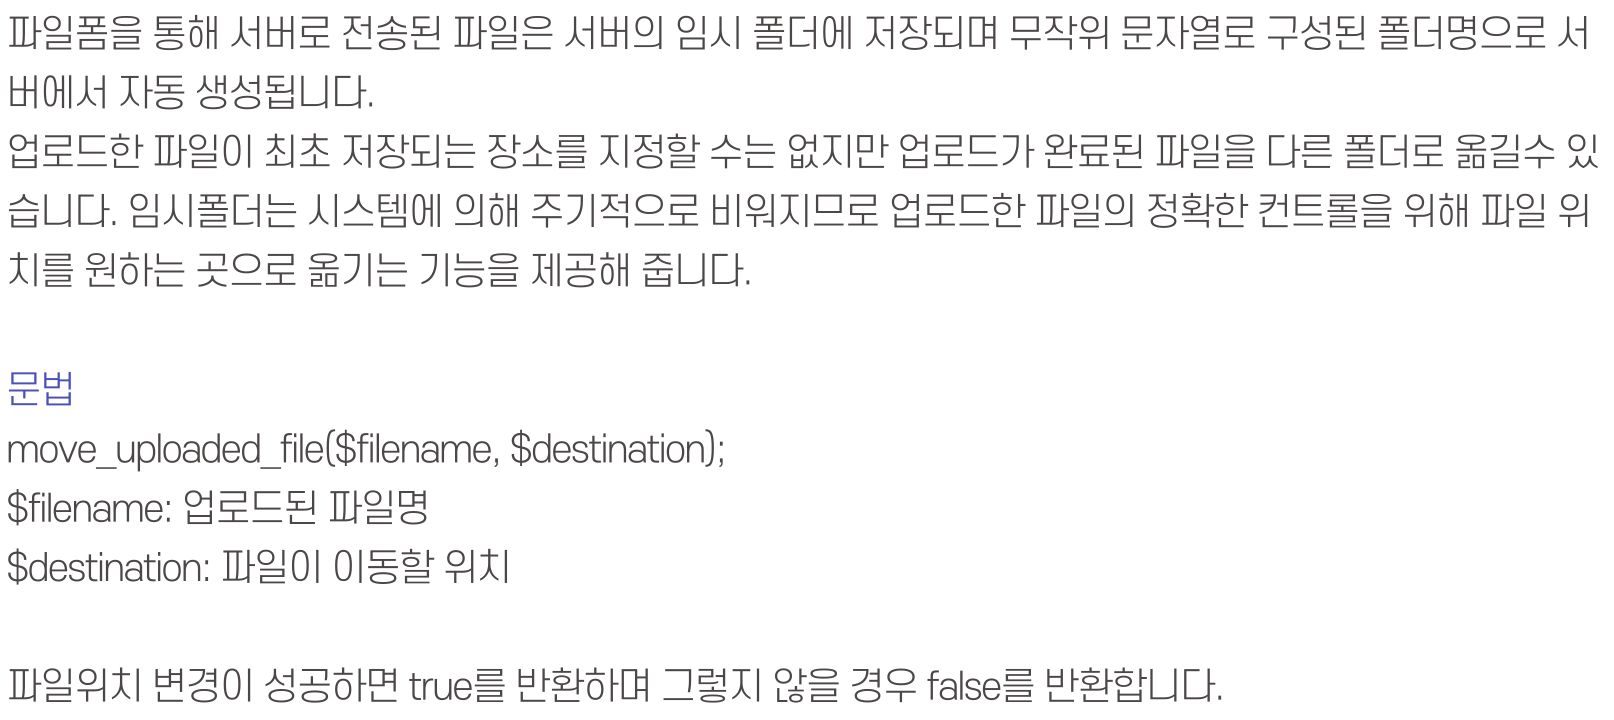 파일폼을 통해 서버로 전송된 파일은 서버의 임시 폴더에 저장되며 무작위 문자열로 구성된 폴더명으로 서
버에서 자동 생성됩니다.
업로드한 파일이 최초 저장되는 장소를 지정할 수는 없지만 업로드가 완료된 파일을 다른 폴더로 옮길수 있
습니다. 임시폴더는 시스템에 의해 주기적으로 비워지므로 업로드한 파일의 정확한 컨트롤을 위해 파일 위
치를 원하는 곳으로 옮기는 기능을 제공해 줍니다.
문법
move_uploaded_file($filename, $destination);
$filename: 업로드된 파일명
$destination: 파일이 이동할 위치
파일위치 변경이 성공하면 true를 반환하며 그렇지 않을 경우 false를 반환합니다.